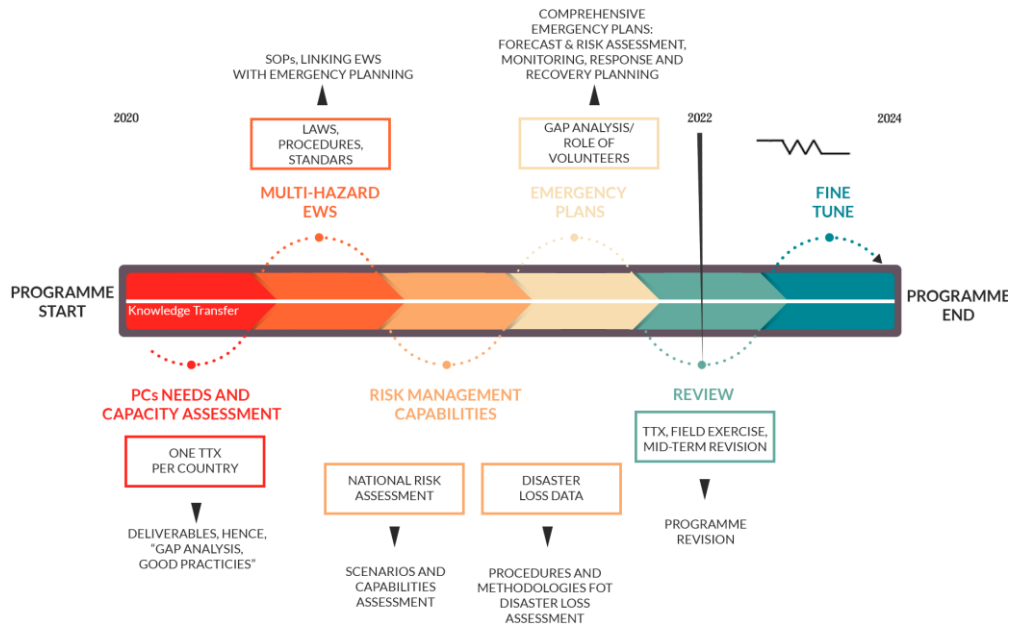 COMPREHENSIVE
EMERGENCY PLANS:
FORECAST & RISK ASSESSMENT,
MONITORING, RESPONSE AND
RECOVERY PLANNING
SOPs, LINKING EWS
WITH EMERGENCY PLANNING
2020
2022
2024
LAWS,
PROCEDURES,
STANDARS
GAP ANALYSIS/
ROLE OF
VOLUNTEERS
MULTI-HAZARD
EWS
EMERGENCY
PLANS
FINE
TUNE
PROGRAMME
START
Knowledge Transfer
PROGRAMME
END
PCs NEEDS AND
CAPACITY ASSESSMENT
RISK MANAGEMENT
CAPABILITIES
REVIEW
ONE TTX
PER COUNTRY
NATIONAL RISK
ASSESSMENT
DISASTER
LOSS DATA
TTX, FIELD EXERCISE,
MID-TERM REVISION
DELIVERABLES, HENCE,
“GAP ANALYSIS,
GOOD PRACTICIES”
SCENARIOS AND
CAPABILITIES
ASSESSMENT
PROCEDURES AND
METHODOLOGIES FOT
DISASTER LOSS
ASSESSMENT
PROGRAMME
REVISION